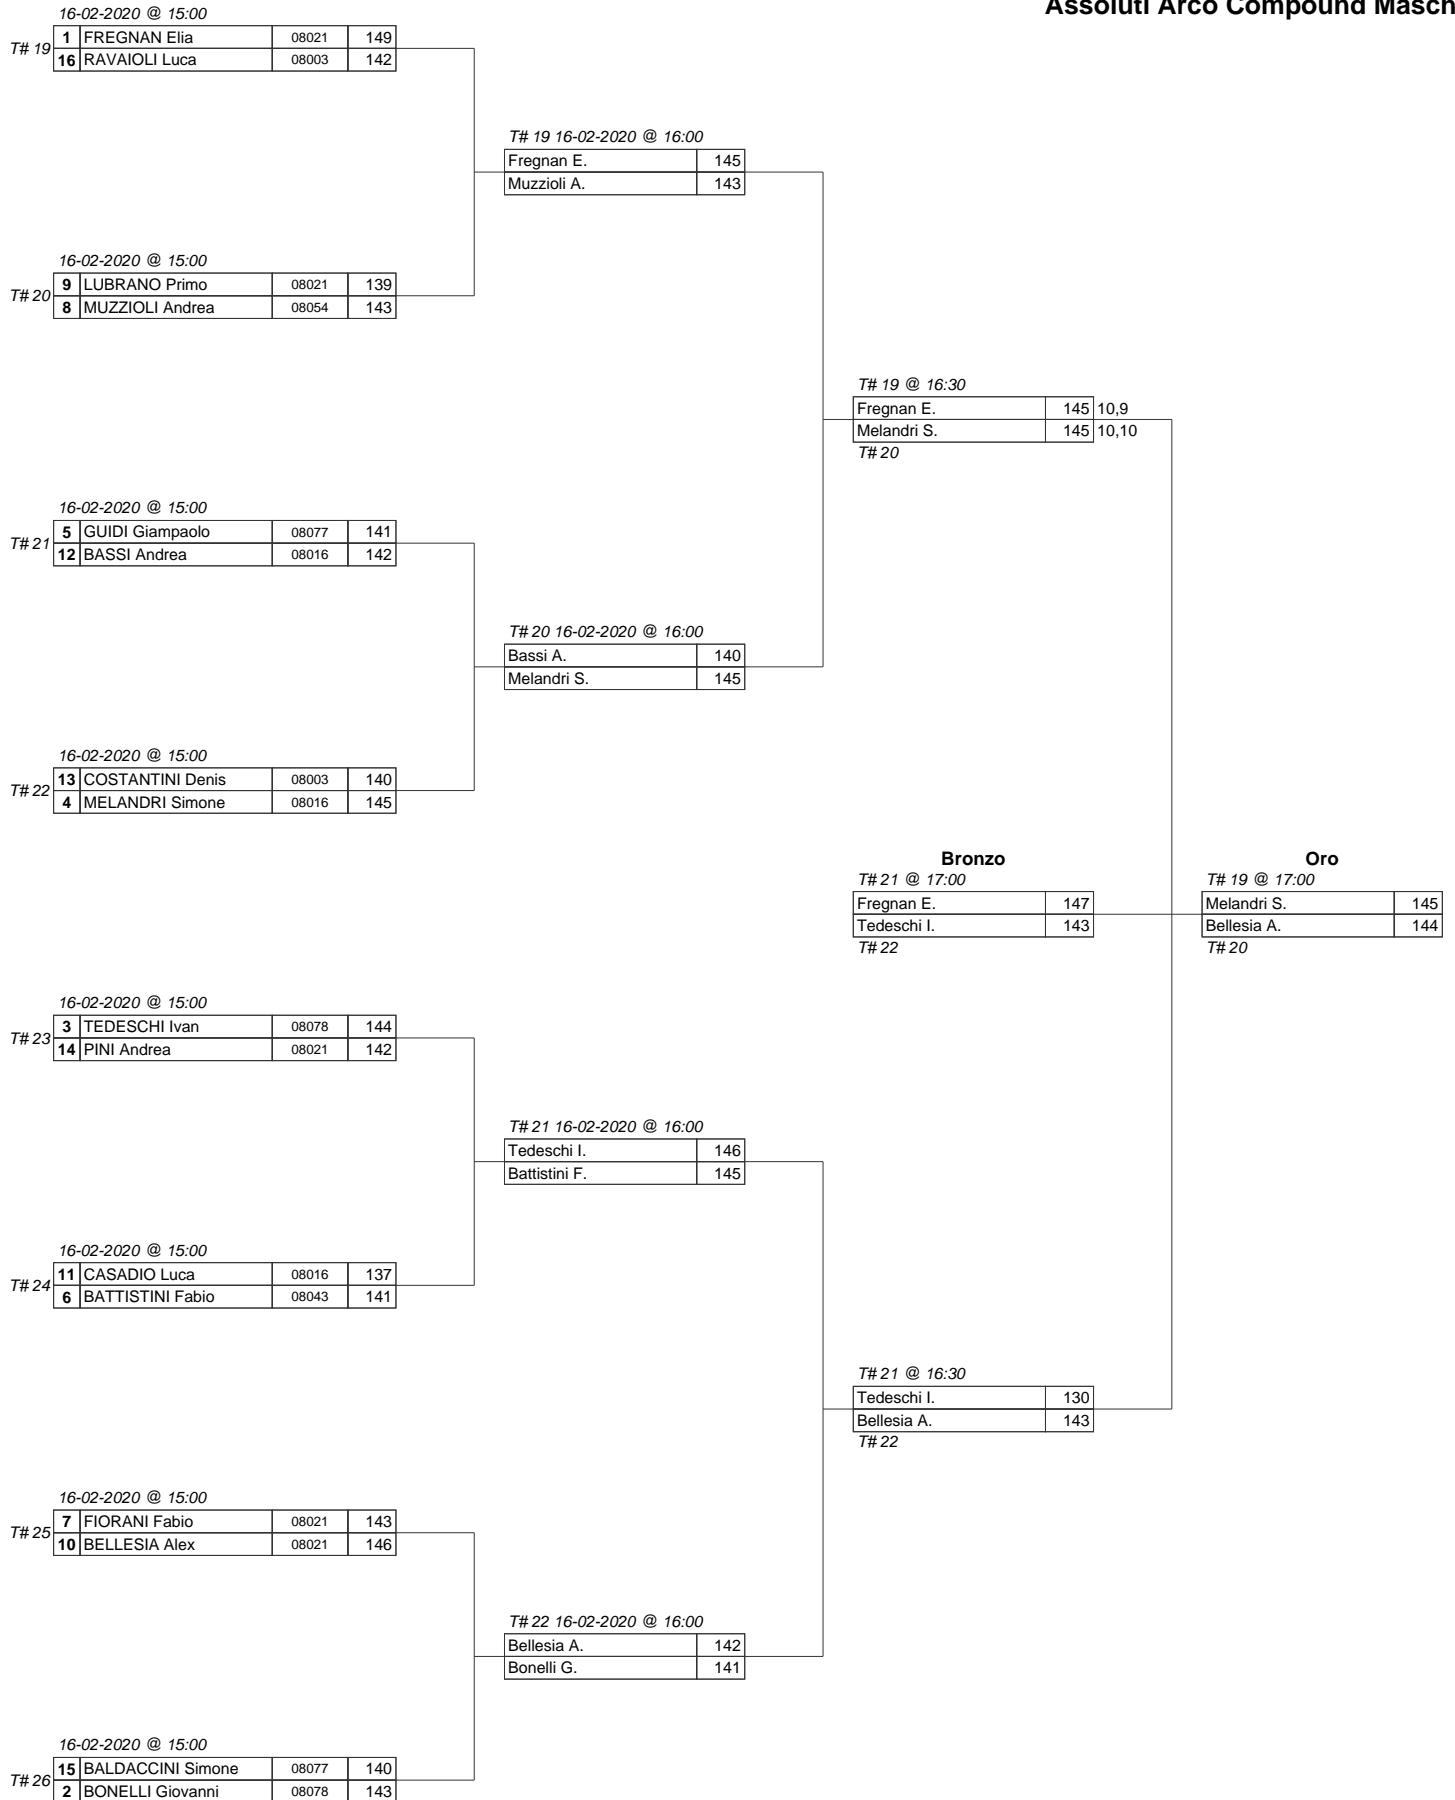 Assoluti Arco Compound Masch
16-02-2020 @ 15:00
T# 19
1 FREGNAN Elia 08021 149
16 RAVAIOLI Luca 08003 142
T# 19 16-02-2020 @ 16:00
Fregnan E. 145
Muzzioli A. 143
16-02-2020 @ 15:00
T# 20
9 LUBRANO Primo 08021 139
8 MUZZIOLI Andrea 08054 143
T# 19 @ 16:30
Fregnan E. 145 10,9
Melandri S. 145 10,10
T# 20
16-02-2020 @ 15:00
T# 21
5 GUIDI Giampaolo 08077 141
12 BASSI Andrea 08016 142
T# 20 16-02-2020 @ 16:00
Bassi A. 140
Melandri S. 145
16-02-2020 @ 15:00
T# 22
13 COSTANTINI Denis 08003 140
4 MELANDRI Simone 08016 145
Bronzo
T# 21 @ 17:00
Fregnan E. 147
Tedeschi I. 143
T# 22
Oro
T# 19 @ 17:00
Melandri S. 145
Bellesia A. 144
T# 20
16-02-2020 @ 15:00
T# 23
3 TEDESCHI Ivan 08078 144
14 PINI Andrea 08021 142
T# 21 16-02-2020 @ 16:00
Tedeschi I. 146
Battistini F. 145
16-02-2020 @ 15:00
T# 24
11 CASADIO Luca 08016 137
6 BATTISTINI Fabio 08043 141
T# 21 @ 16:30
Tedeschi I. 130
Bellesia A. 143
T# 22
16-02-2020 @ 15:00
T# 25
7 FIORANI Fabio 08021 143
10 BELLESIA Alex 08021 146
T# 22 16-02-2020 @ 16:00
Bellesia A. 142
Bonelli G. 141
16-02-2020 @ 15:00
T# 26
15 BALDACCINI Simone 08077 140
2 BONELLI Giovanni 08078 143